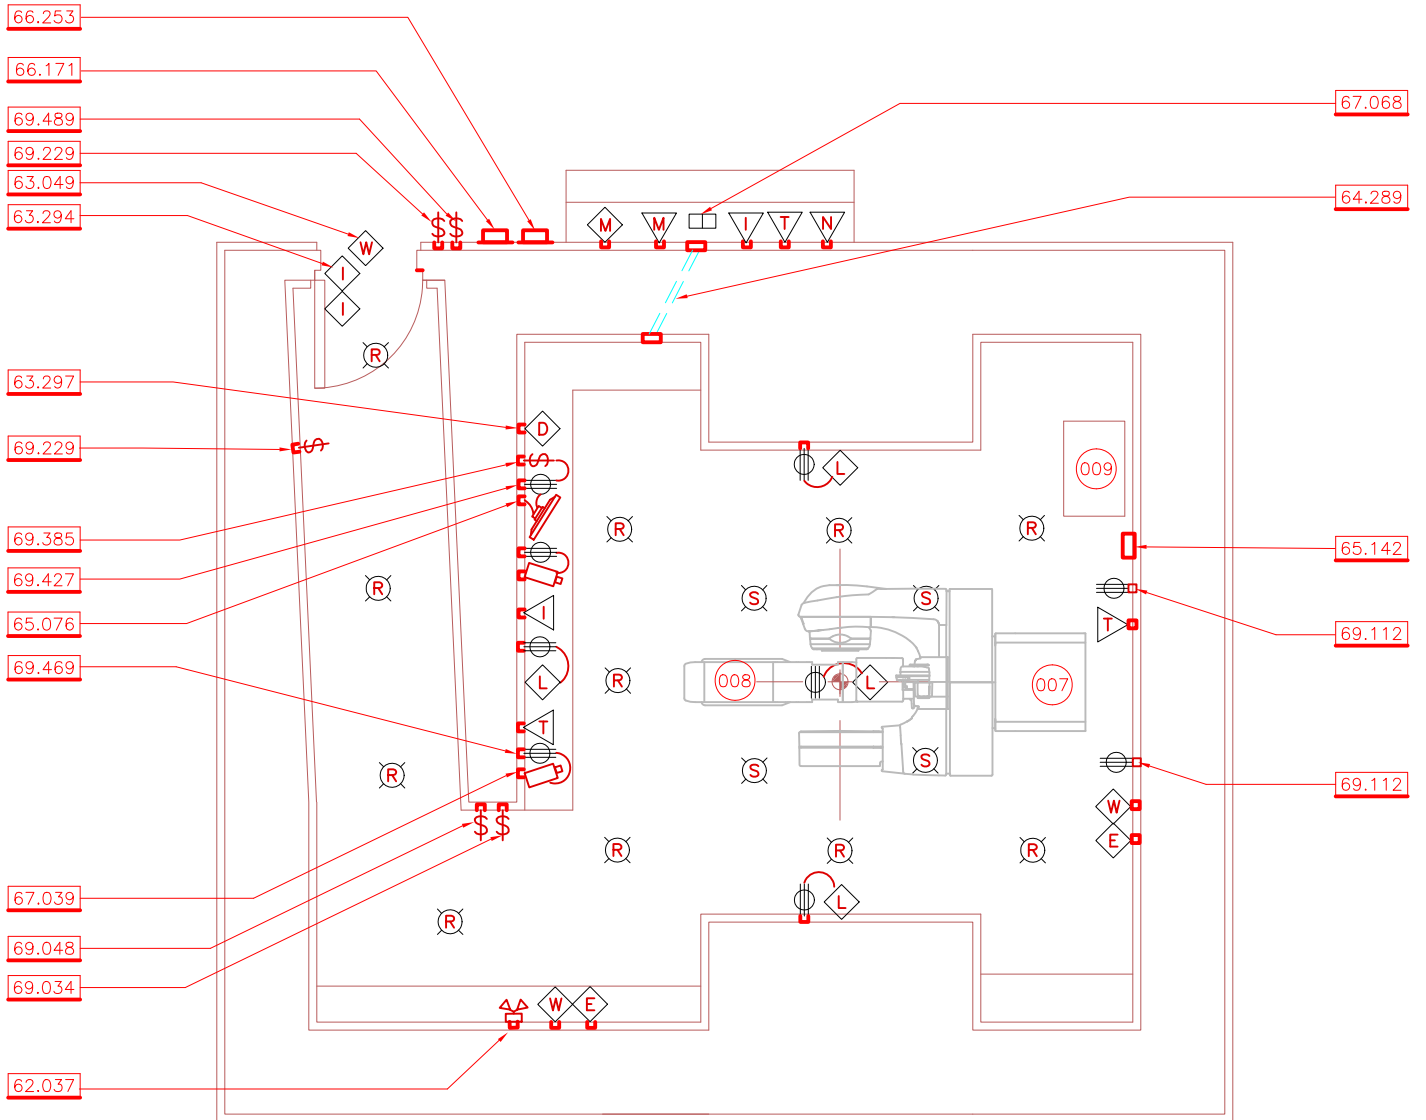 66.253
66.171
67.068
69.489
69.229
63.049
64.289
63.294
M M I T N
$ $
W
I
I
R
63.297
D
69.229
$
$
L
009
R R R
69.385
65.142
69.427
S S
69.112
65.076
I
T
69.469
R
R
L
008
L
007
T
S S
69.112
R
W
$ $
E
R R R
67.039
L
R
69.048
69.034
W E
62.037